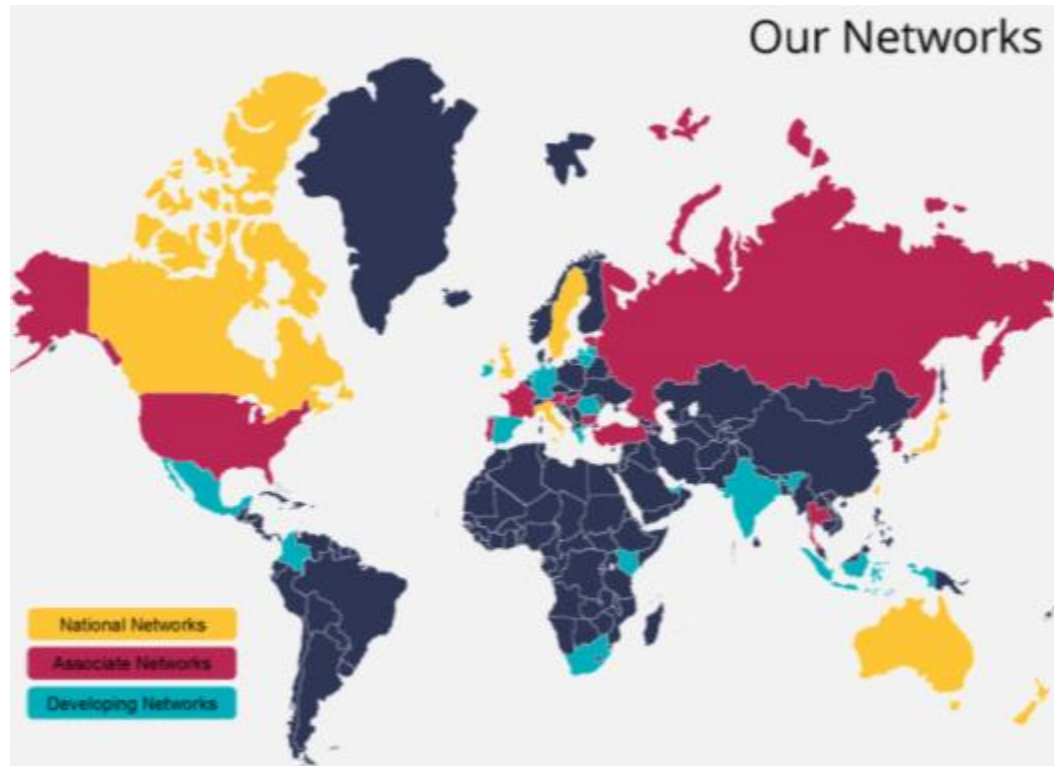 Our Networks
National Networks
Associate Networks
Developing Networks